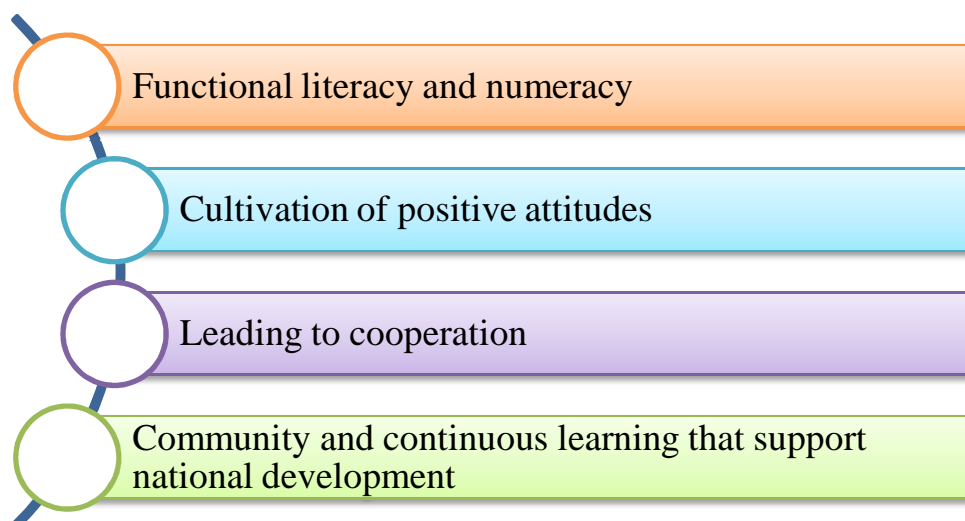 Functional literacy and numeracy
Cultivation of positive attitudes
Leading to cooperation
Community and continuous learning that support
national development